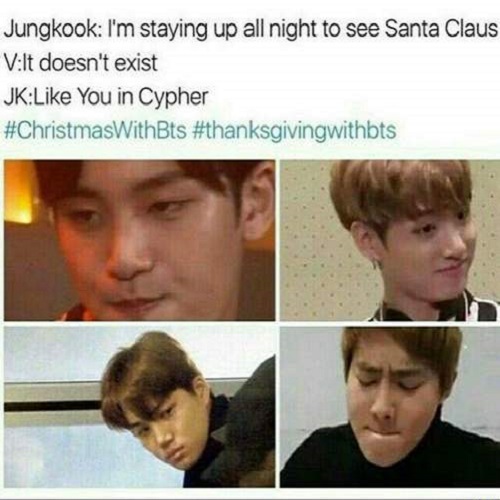 Jungkook: I'm staying up all night to see Santa Claus
V:It doesn't exist
JK:Like You in Cypher
#ChristmasWithBts #thanksgivingwithbts